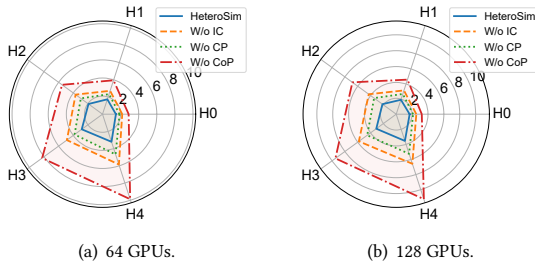 H1
HeteroSim
W/o IC
W/o CP
W/o CoP
H2
2 4 6 8 10
H0
H3
H4
(a) 64 GPUs.
H1
HeteroSim
W/o IC
W/o CP
W/o CoP
H2
2 4 6 8 10
H0
H3
H4
(b) 128 GPUs.